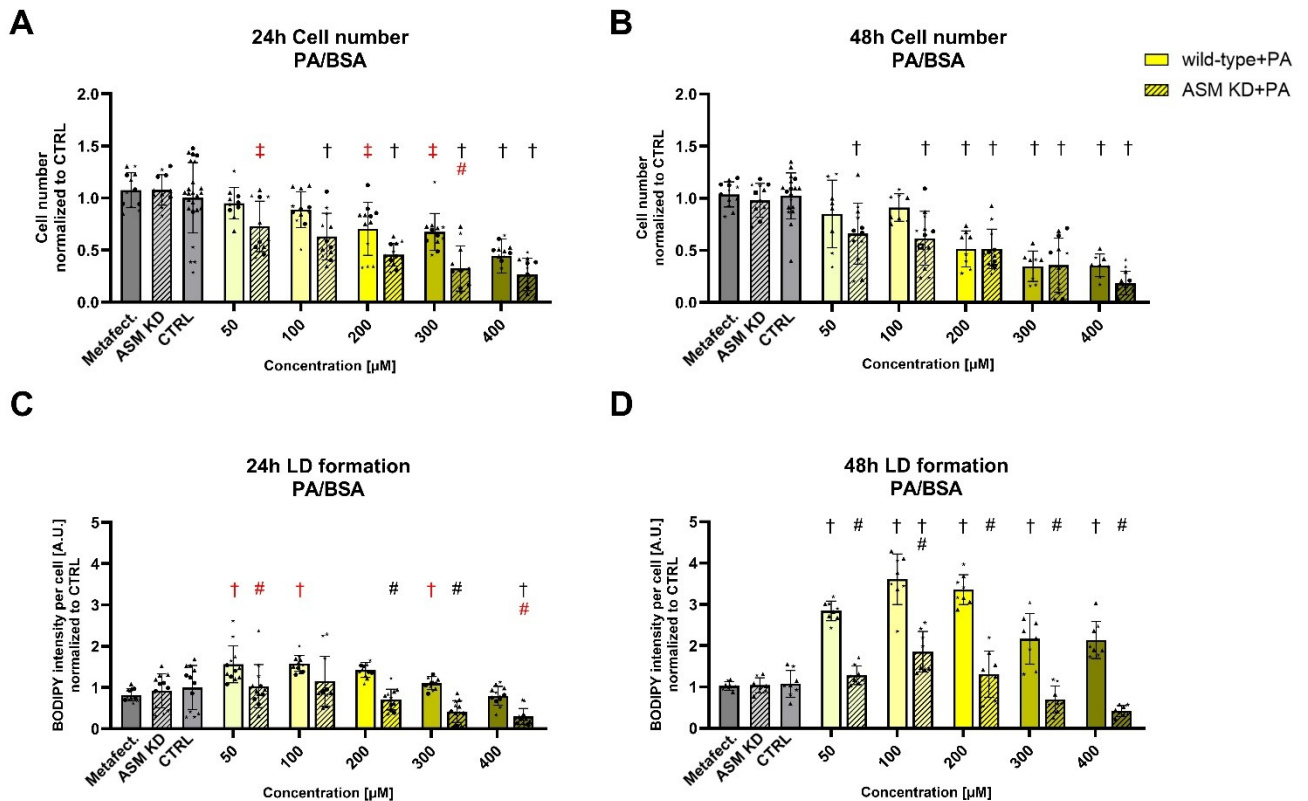 A
24h Cell number
PA/BSA
Cell number
normalized to CTRL
2.0
1.5
1.0
0.5
0.0
‡
†
‡
†
‡
†
#
†
†
Metafect.
ASM KD
CTRL
50
100
200
300
400
Concentration [µM]
B
48h Cell number
PA/BSA
wild-type+PA
ASM KD+PA
Cell number
normalized to CTRL
2.0
1.5
1.0
0.5
0.0
†
†
†
†
†
†
†
†
Metafect.
ASM KD
CTRL
50
100
200
300
400
Concentration [µM]
C
24h LD formation
PA/BSA
BODIPY intensity per cell [A.U.]
normalized to CTRL
5
4
3
2
1
0
†
#
†
#
†
#
†
#
Metafect.
ASM KD
CTRL
50
100
200
300
400
Concentration [µM]
D
48h LD formation
PA/BSA
BODIPY intensity per cell [A.U.]
normalized to CTRL
5
4
3
2
1
0
†
#
†
†
#
†
#
†
#
†
#
Metafect.
ASM KD
CTRL
50
100
200
300
400
Concentration [µM]